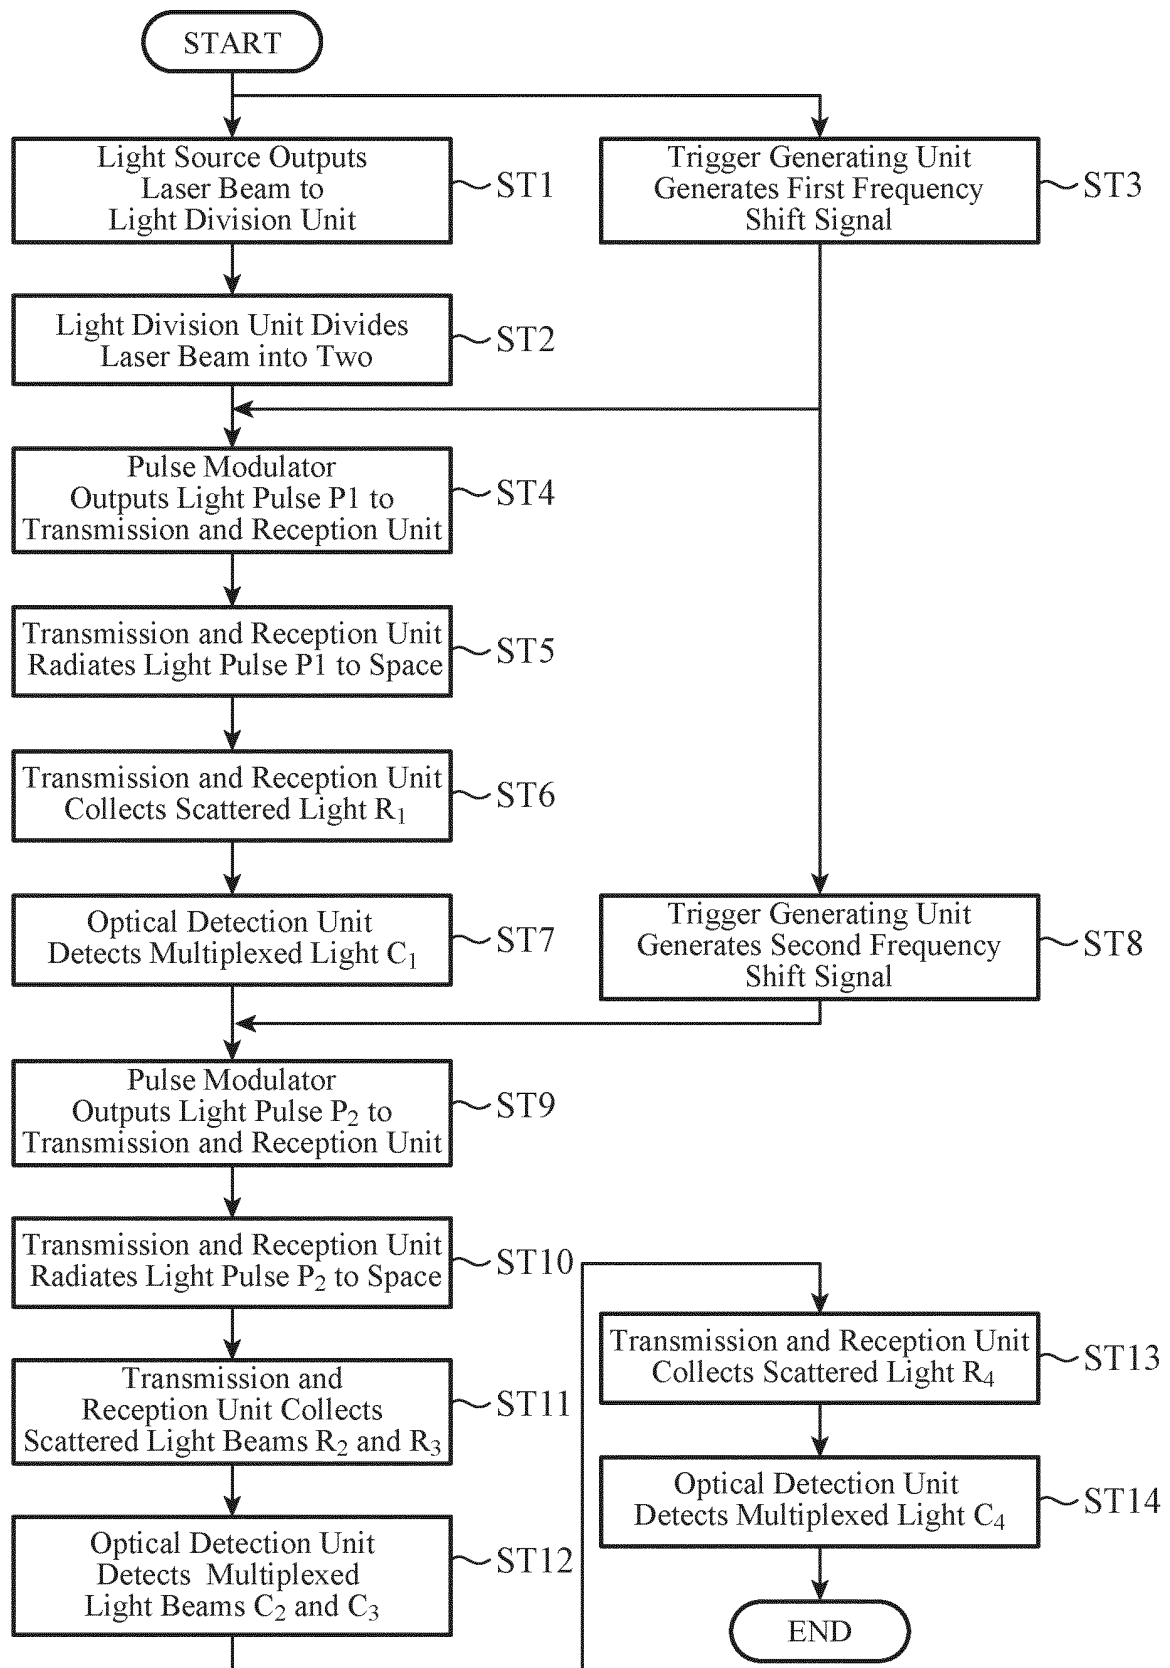 START
Light Source Outputs
Laser Beam to
Light Division Unit
ST1
Trigger Generating Unit
Generates First Frequency
Shift Signal
ST3
Light Division Unit Divides
Laser Beam into Two
ST2
Pulse Modulator
Outputs Light Pulse P1 to
Transmission and Reception Unit
ST4
Transmission and Reception Unit
Radiates Light Pulse P1 to Space
ST5
Transmission and Reception Unit
Collects Scattered Light R₁
ST6
Optical Detection Unit
Detects Multiplexed Light C₁
ST7
Trigger Generating Unit
Generates Second Frequency
Shift Signal
ST8
Pulse Modulator
Outputs Light Pulse P₂ to
Transmission and Reception Unit
ST9
Transmission and Reception Unit
Radiates Light Pulse P₂ to Space
ST10
Transmission and
Reception Unit Collects
Scattered Light Beams R₂ and R₃
ST11
Optical Detection Unit
Detects Multiplexed
Light Beams C₂ and C₃
ST12
Transmission and Reception Unit
Collects Scattered Light R₄
ST13
Optical Detection Unit
Detects Multiplexed Light C₄
ST14
END